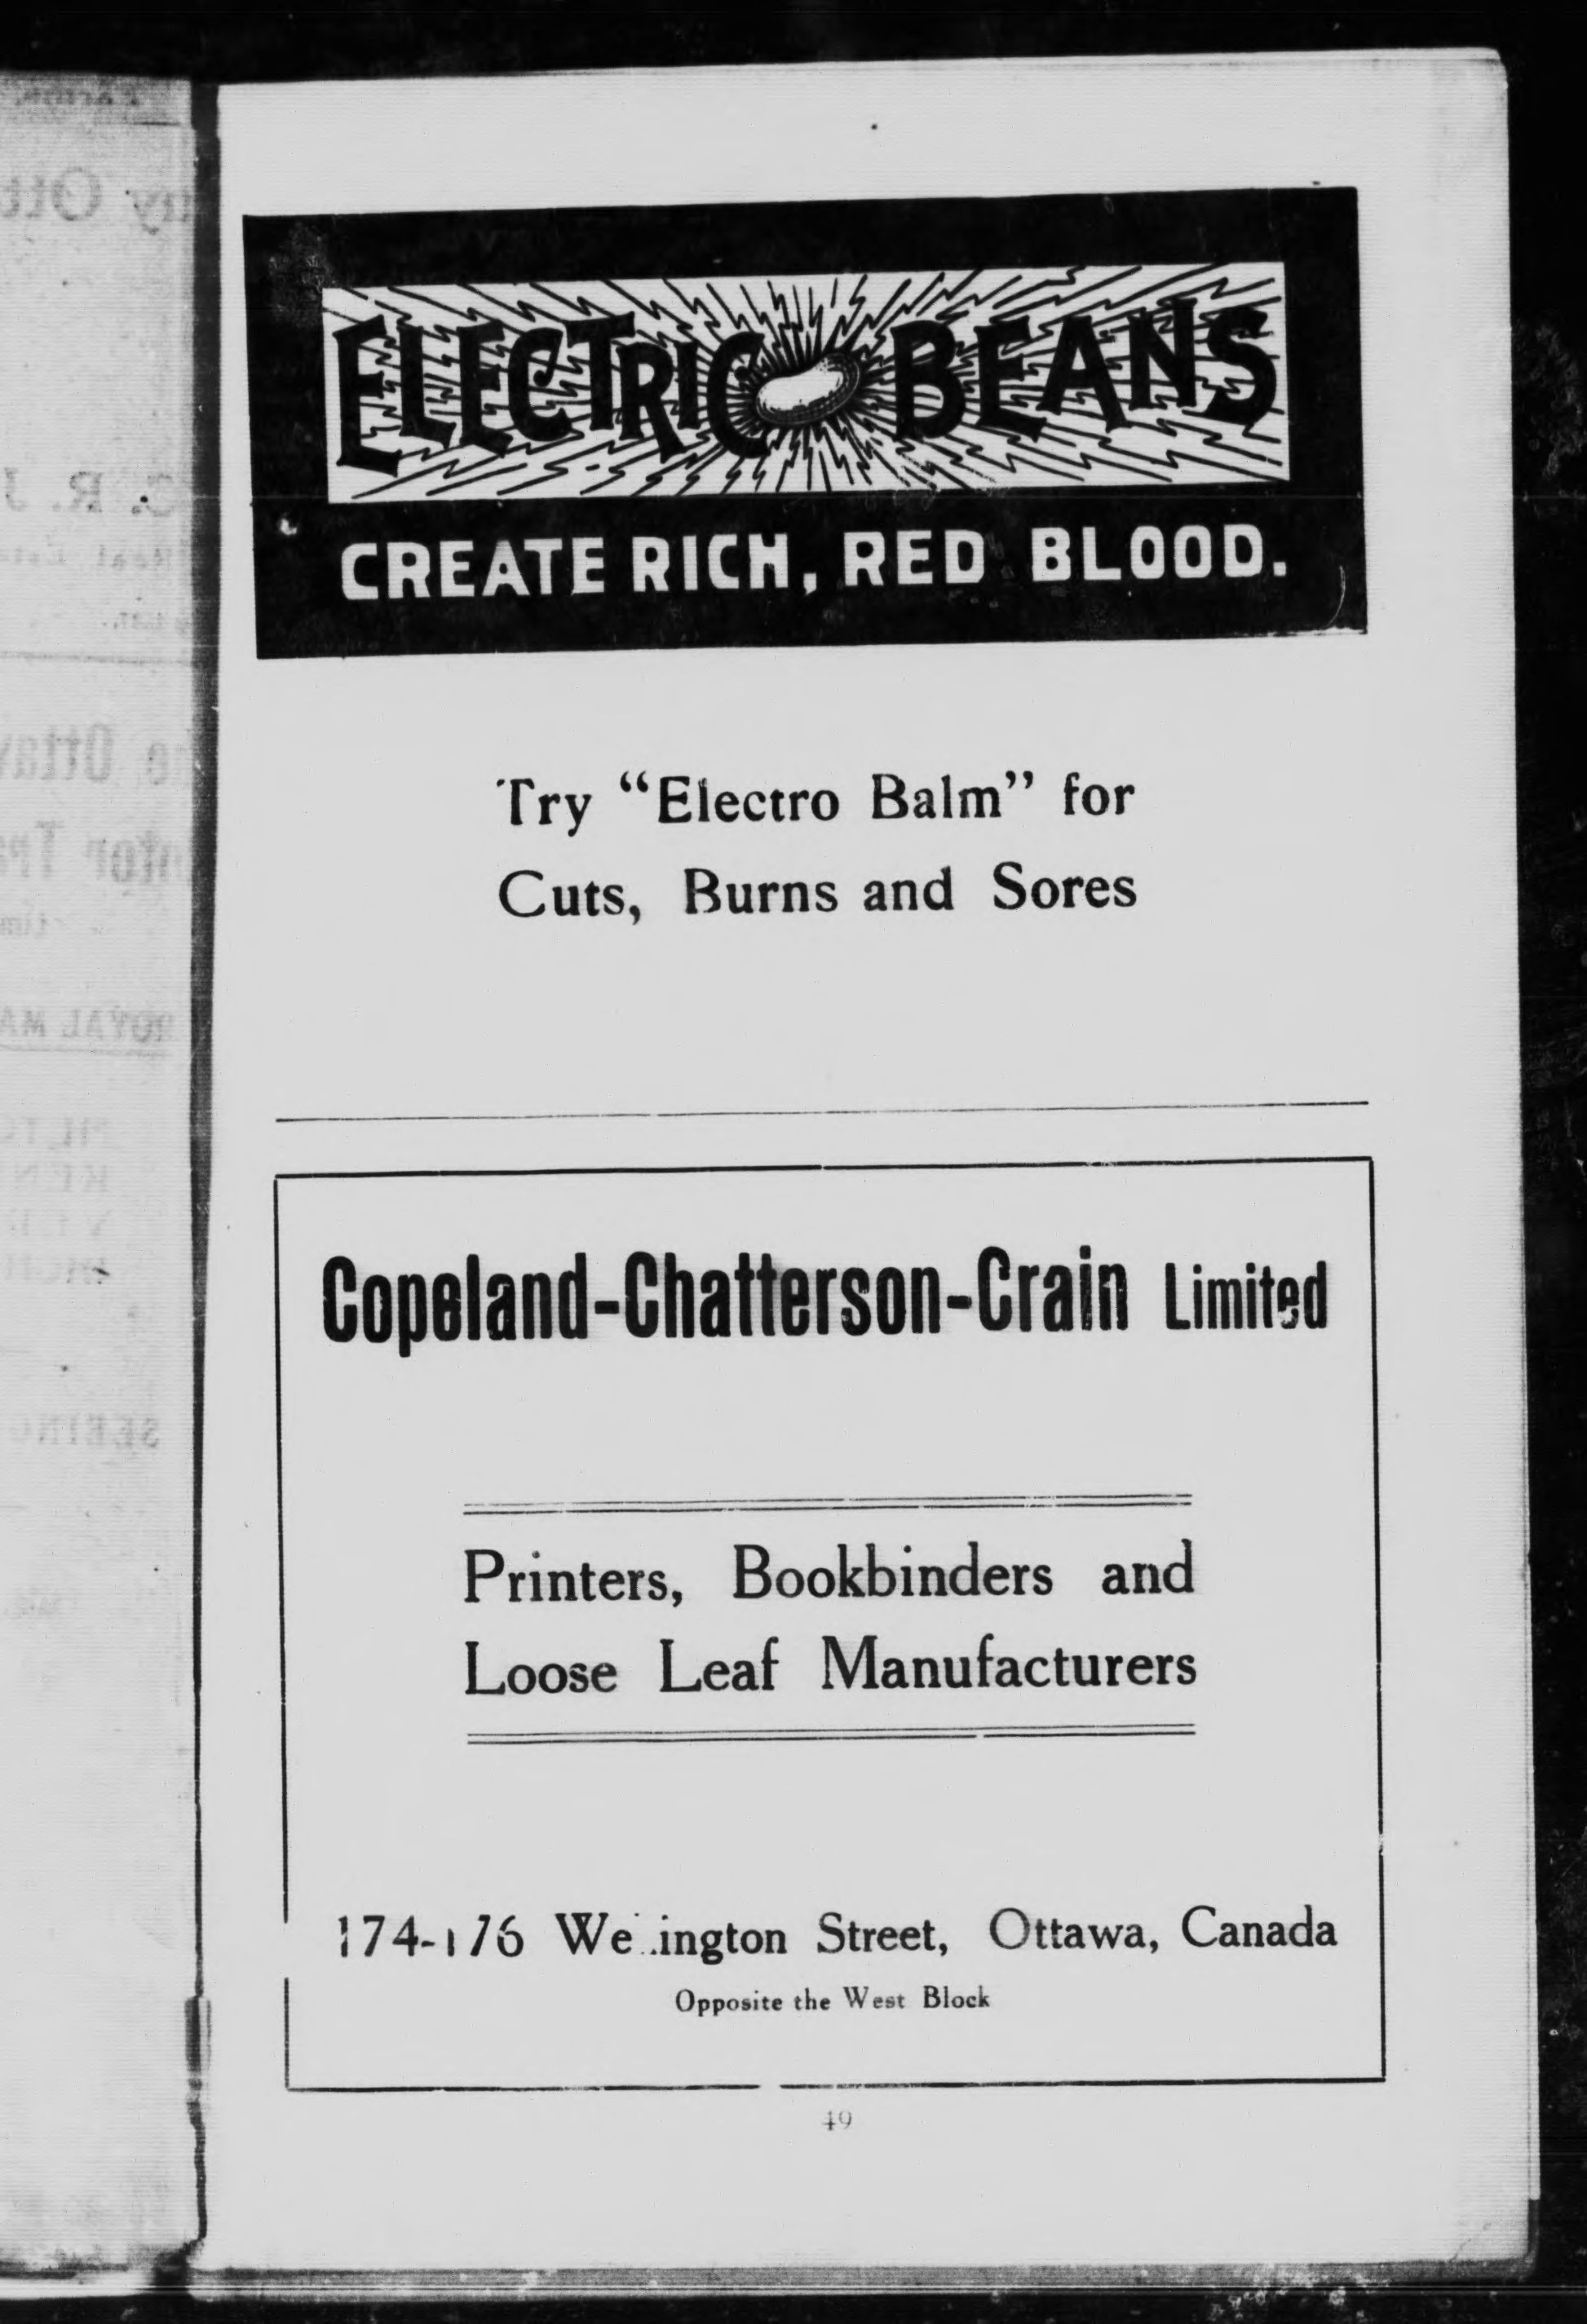 ELECTRIC BEANS
CREATE RICH, RED BLOOD.
Try "Electro Balm" for
Cuts, Burns and Sores
Copeland-Chatterson-Crain Limited
Printers, Bookbinders and
Loose Leaf Manufacturers
174-176 Wellington Street, Ottawa, Canada
Opposite the West Block
49